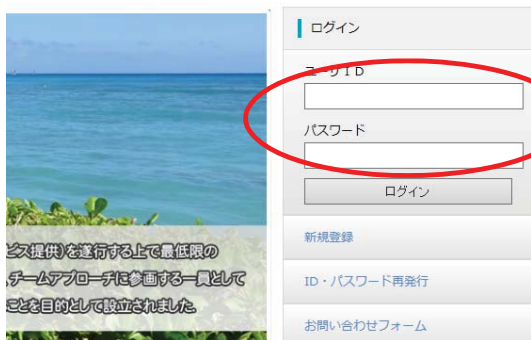 ログイン
ユーザID
パスワード
ログイン
新規登録
ID・パスワード再発行
お問い合わせフォーム
ビス提供)を遂行する上で最低限の
、チームアプローチに参画する一員として
ことを目的として設立されました。